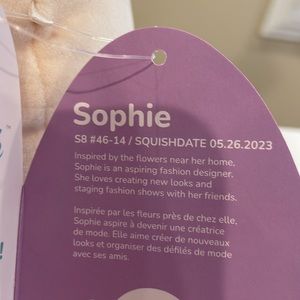 Sophie
S8 #46-14 / SQUISHDATE 05.26.2023
Inspired by the flowers near her home,
Sophie is an aspiring fashion designer.
She loves creating new looks and
staging fashion shows with her friends.
Inspirée par les fleurs près de chez elle,
Sophie aspire à devenir une créatrice
de mode. Elle aime créer de nouveaux
looks et organiser des défilés de mode
avec ses amis.